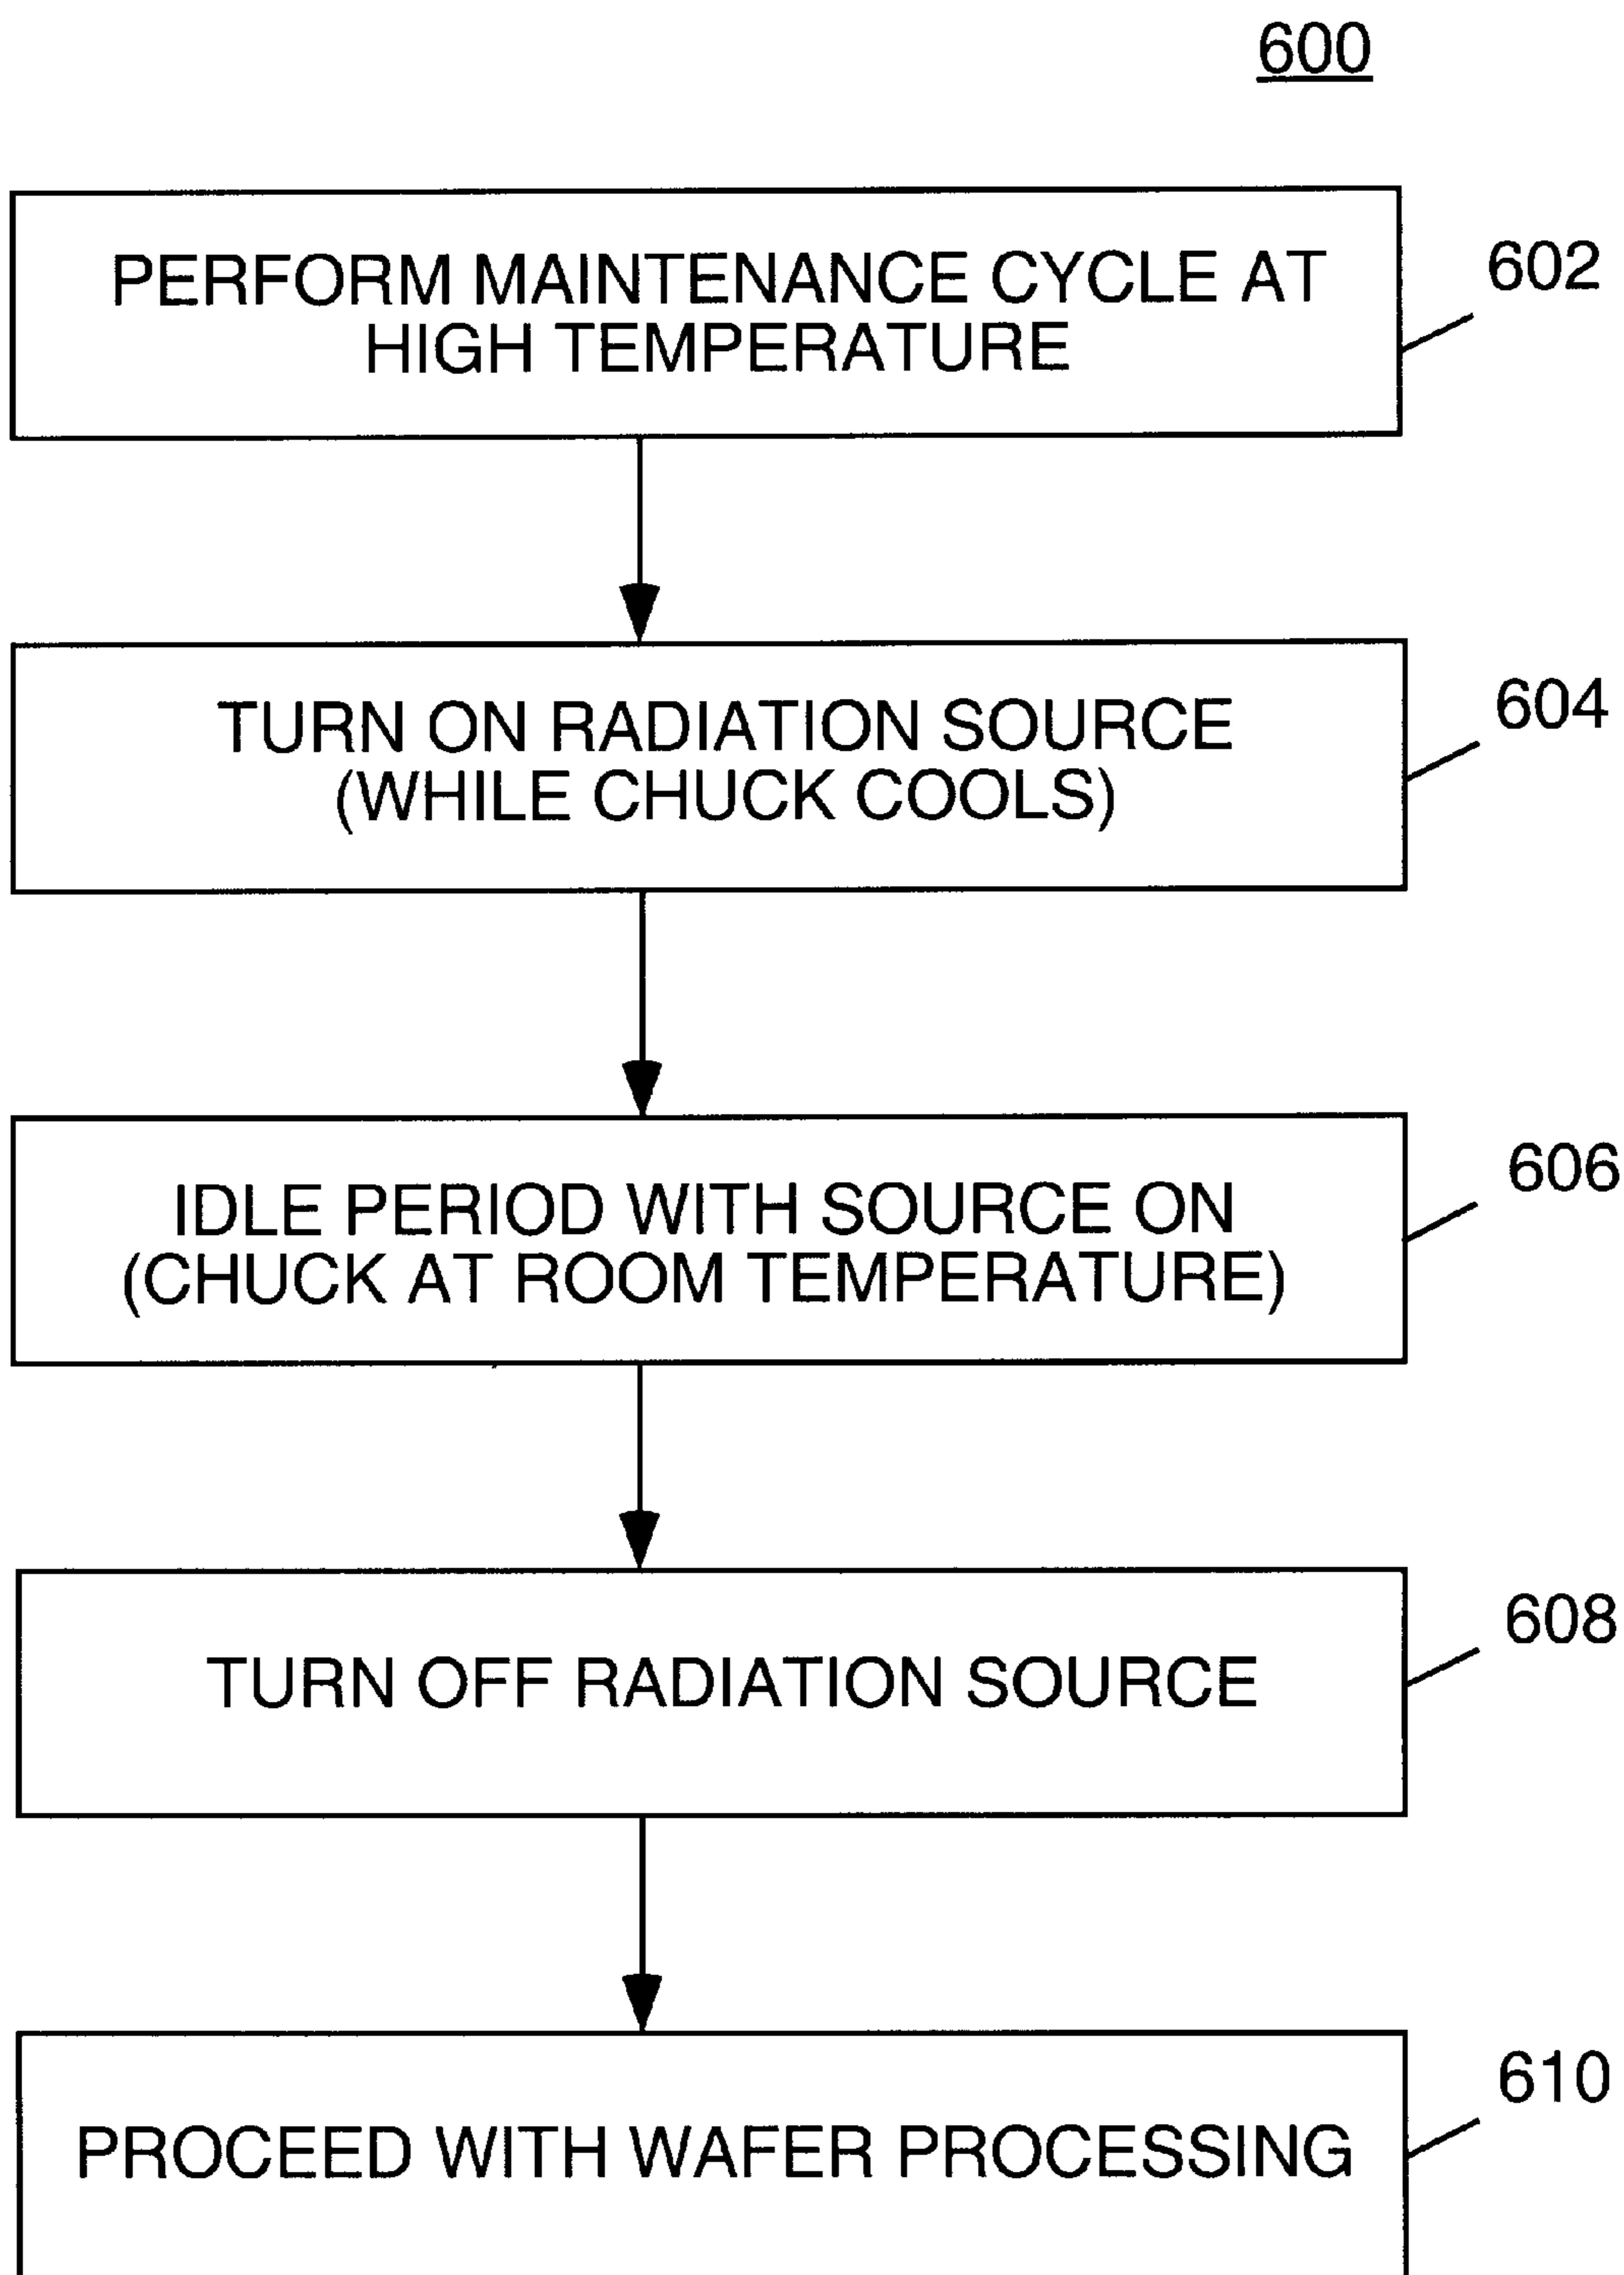 600
PERFORM MAINTENANCE CYCLE AT
HIGH TEMPERATURE
602
TURN ON RADIATION SOURCE
(WHILE CHUCK COOLS)
604
IDLE PERIOD WITH SOURCE ON
(CHUCK AT ROOM TEMPERATURE)
606
TURN OFF RADIATION SOURCE
608
PROCEED WITH WAFER PROCESSING
610